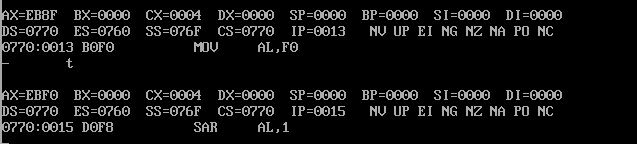 AX=EB8F BX=0000 CX=0004 DX=0000 SP=0000 BP=0000 SI=0000 DI=0000
DS=0770 ES=0760 SS=076F CS=0770 IP=0013 NV UP EI NG NZ NA PO NC
0770:0013 B0F0 MOV AL,F0
- t
AX=EBF0 BX=0000 CX=0004 DX=0000 SP=0000 BP=0000 SI=0000 DI=0000
DS=0770 ES=0760 SS=076F CS=0770 IP=0015 NV UP EI NG NZ NA PO NC
0770:0015 D0F8 SAR AL,1